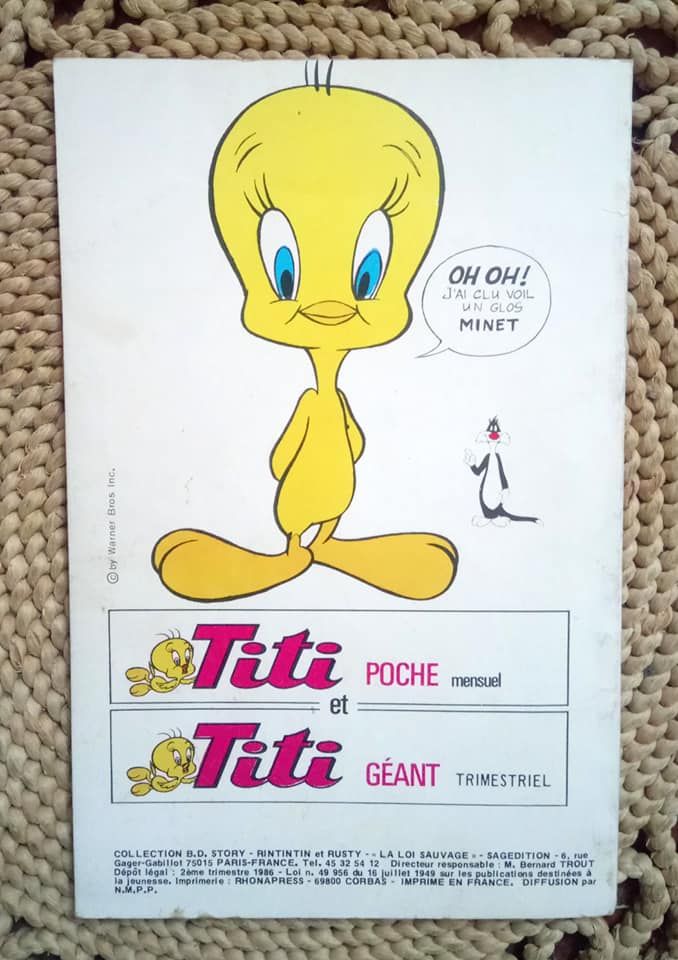 OH OH!
J'AI CLU VOIL
UN GLOS
MINET
© by Warner Bros Inc.
Titi POCHE mensuel
et
Titi GÉANT TRIMESTRIEL
COLLECTION B.D. STORY - RINTINTIN et RUSTY - « LA LOI SAUVAGE » - SAGEDITION - 6, rue
Gager-Gabillot 75015 PARIS-FRANCE. Tel. 45 32 54 12 Directeur responsable : M. Bernard TROUT
Dépôt légal : 2ème trimestre 1986 - Loi n. 49 956 du 16 juillet 1949 sur les publications destinées à
la jeunesse. Imprimerie : RHONAPRESS - 69800 CORBAS - IMPRIME EN FRANCE. DIFFUSION par
N.M.P.P.